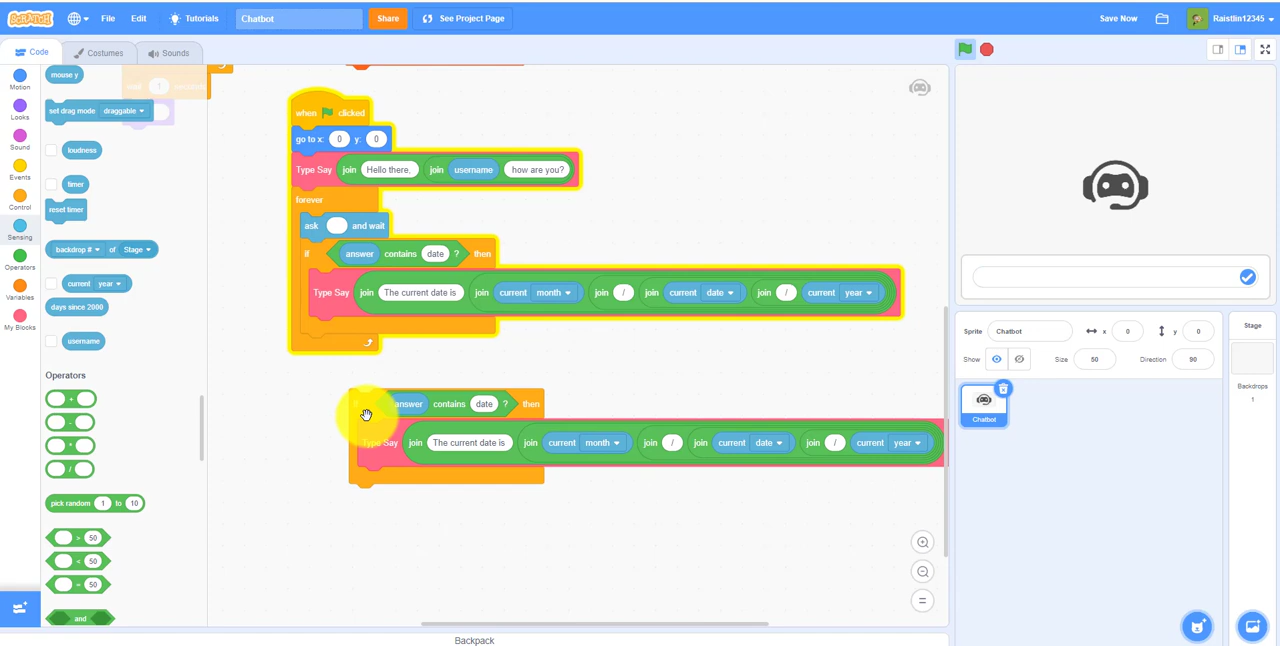 SCRATCH File Edit Tutorials Chatbot Share See Project Page Save Now Raistlin12345
Code Costumes Sounds
Motion
Looks
Sound
Events
Control
Sensing
Operators
Variables
My Blocks
mouse y
set drag mode draggable
loudness
timer
reset timer
backdrop # of Stage
current year
days since 2000
username
Operators
+
-
*
/
pick random 1 to 10
> 50
< 50
= 50
and
when clicked
go to x: 0 y: 0
Type Say join Hello there, join username how are you?
forever
ask and wait
if answer contains date ? then
Type Say join The current date is join current month join / join current date join / current year
answer contains date ? then
Type Say join The current date is join current month join / join current date join / current year
Backpack
Sprite Chatbot x 0 y 0
Show Size 50 Direction 90
Chatbot
Stage
Backdrops
1